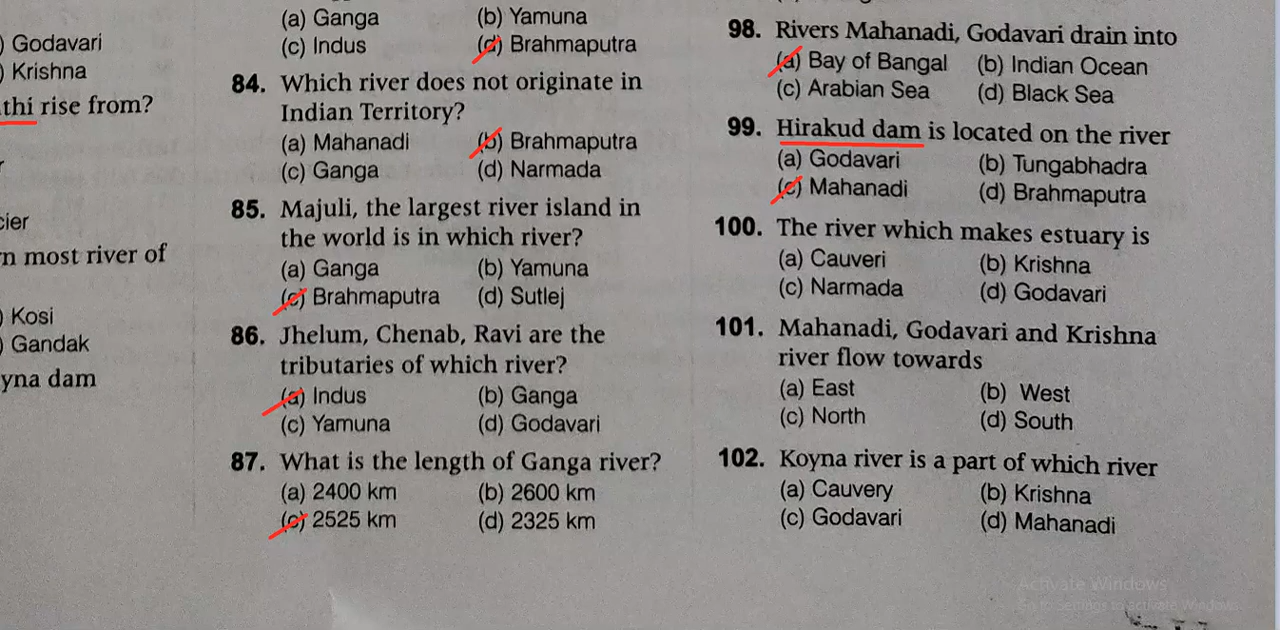 ) Godavari
) Krishna
thi rise from?
cier
n most river of
) Kosi
) Gandak
yna dam
(a) Ganga (b) Yamuna
(c) Indus (d) Brahmaputra
84. Which river does not originate in
Indian Territory?
(a) Mahanadi (b) Brahmaputra
(c) Ganga (d) Narmada
85. Majuli, the largest river island in
the world is in which river?
(a) Ganga (b) Yamuna
(c) Brahmaputra (d) Sutlej
86. Jhelum, Chenab, Ravi are the
tributaries of which river?
(a) Indus (b) Ganga
(c) Yamuna (d) Godavari
87. What is the length of Ganga river?
(a) 2400 km (b) 2600 km
(c) 2525 km (d) 2325 km
98. Rivers Mahanadi, Godavari drain into
(a) Bay of Bangal (b) Indian Ocean
(c) Arabian Sea (d) Black Sea
99. Hirakud dam is located on the river
(a) Godavari (b) Tungabhadra
(c) Mahanadi (d) Brahmaputra
100. The river which makes estuary is
(a) Cauveri (b) Krishna
(c) Narmada (d) Godavari
101. Mahanadi, Godavari and Krishna
river flow towards
(a) East (b) West
(c) North (d) South
102. Koyna river is a part of which river
(a) Cauvery (b) Krishna
(c) Godavari (d) Mahanadi
Activate Windows
Go to Settings to activate Windows.